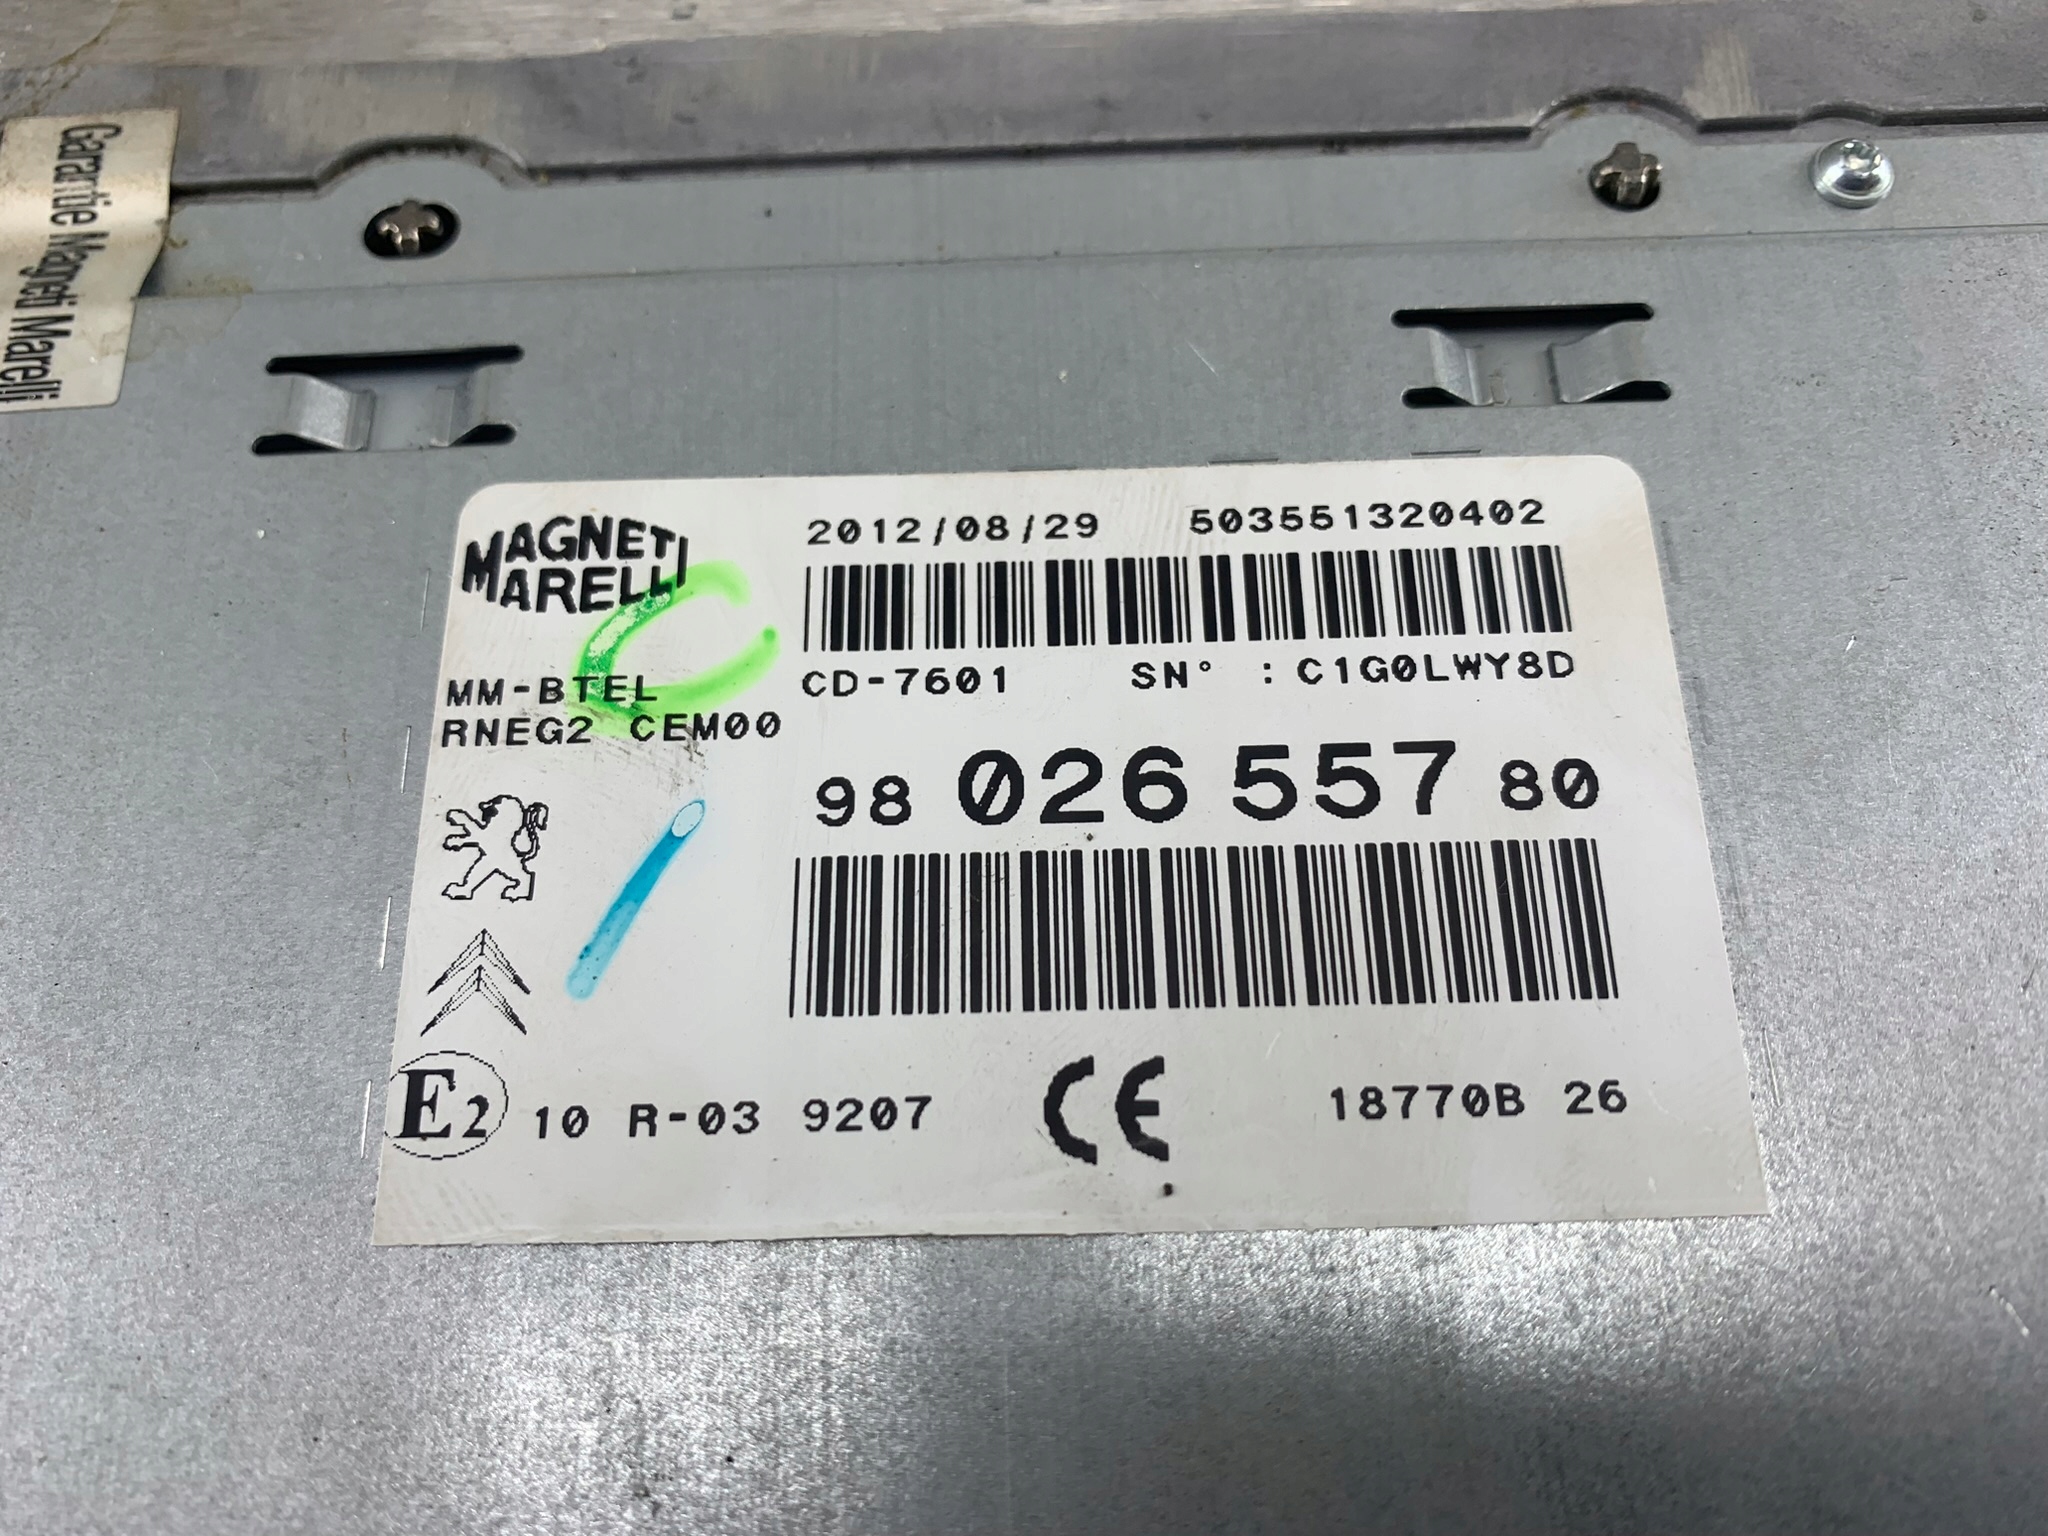 Garantie Magneti Marelli
MAGNETI
MARELLI
2012/08/29 503551320402
MM-BTEL
RNEG2 CEM00
CD-7601 SN° : C1G0LWY8D
98 026 557 80
E2 10 R-03 9207 CE 18770B 26